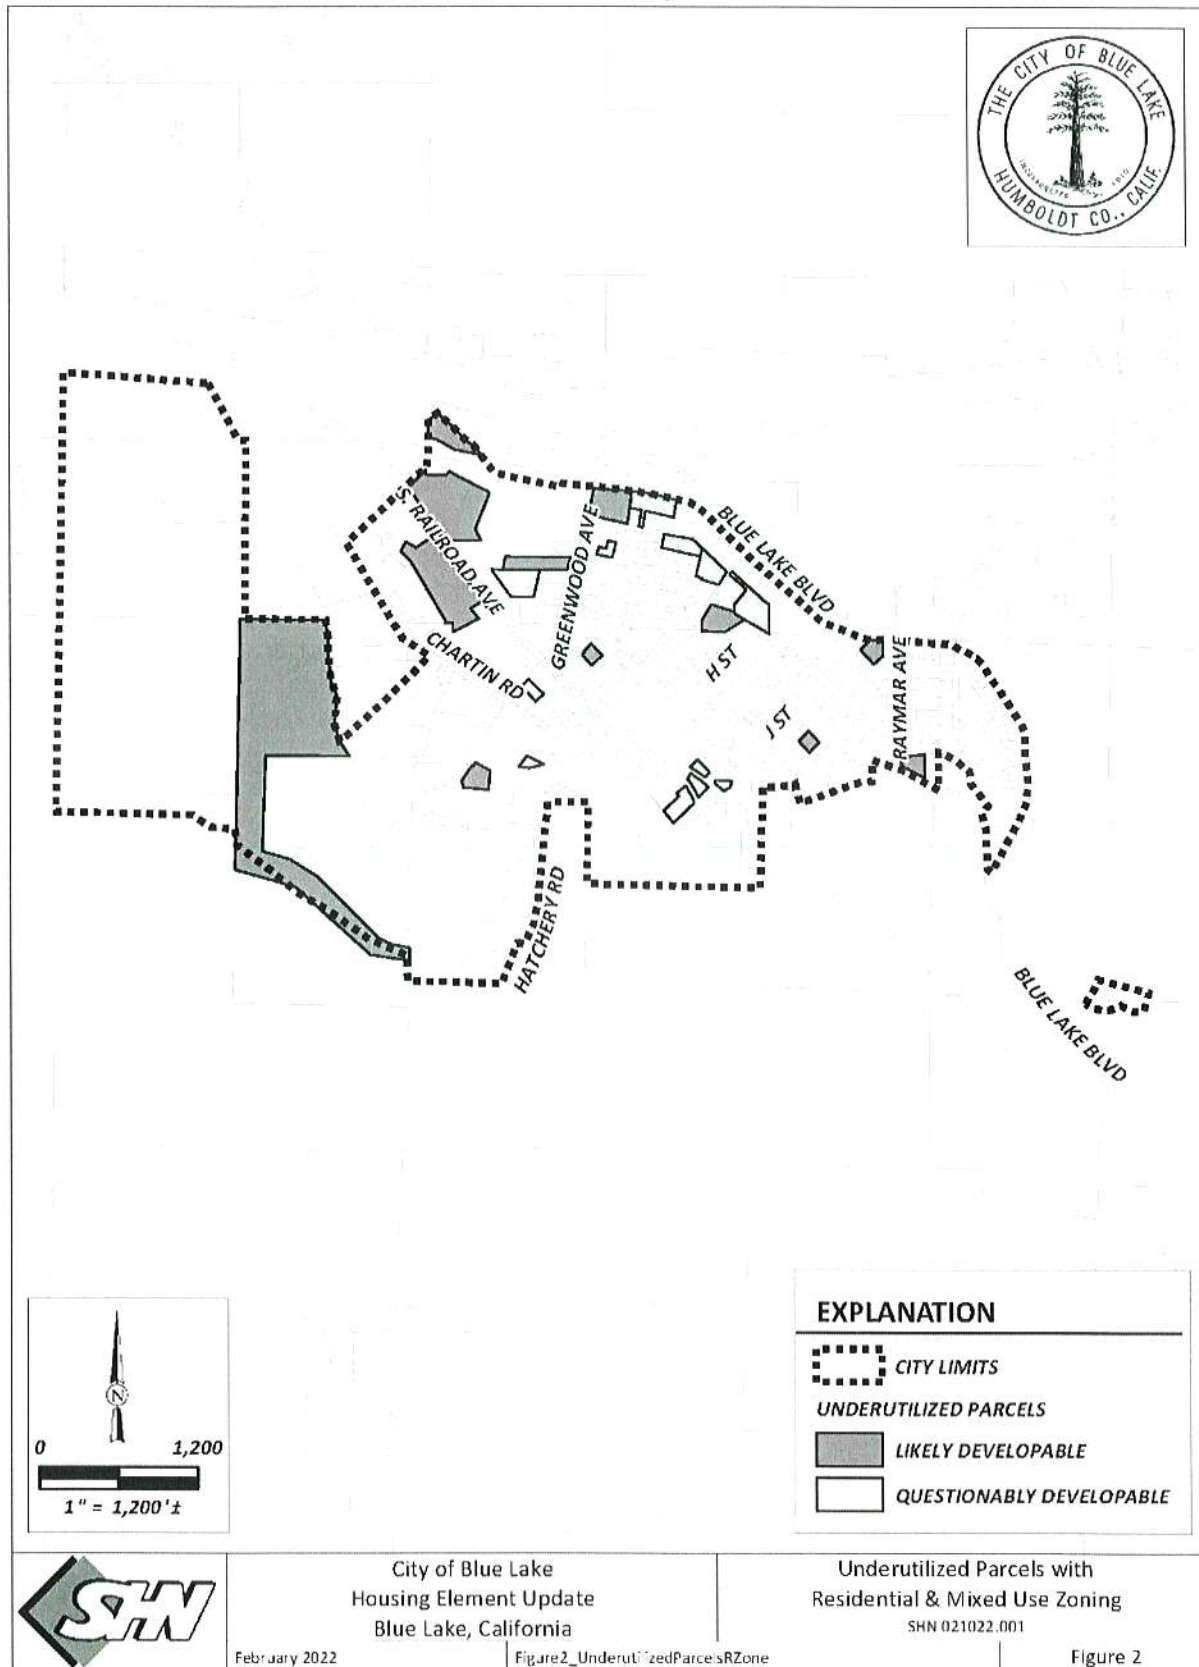 THE CITY OF BLUE LAKE
HUMBOLDT CO., CALIF.
INCORPORATED 1910
S. RAILROAD AVE
GREENWOOD AVE
BLUE LAKE BLVD
CHARTIN RD
H ST
J ST
RAYMAR AVE
HATCHERY RD
BLUE LAKE BLVD
N
0 1,200
1" = 1,200'±
EXPLANATION
CITY LIMITS
UNDERUTILIZED PARCELS
LIKELY DEVELOPABLE
QUESTIONABLY DEVELOPABLE
SHN
City of Blue Lake
Housing Element Update
Blue Lake, California
Underutilized Parcels with
Residential & Mixed Use Zoning
SHN 021022.001
February 2022
Figure2_UnderutilizedParcelsRZone
Figure 2